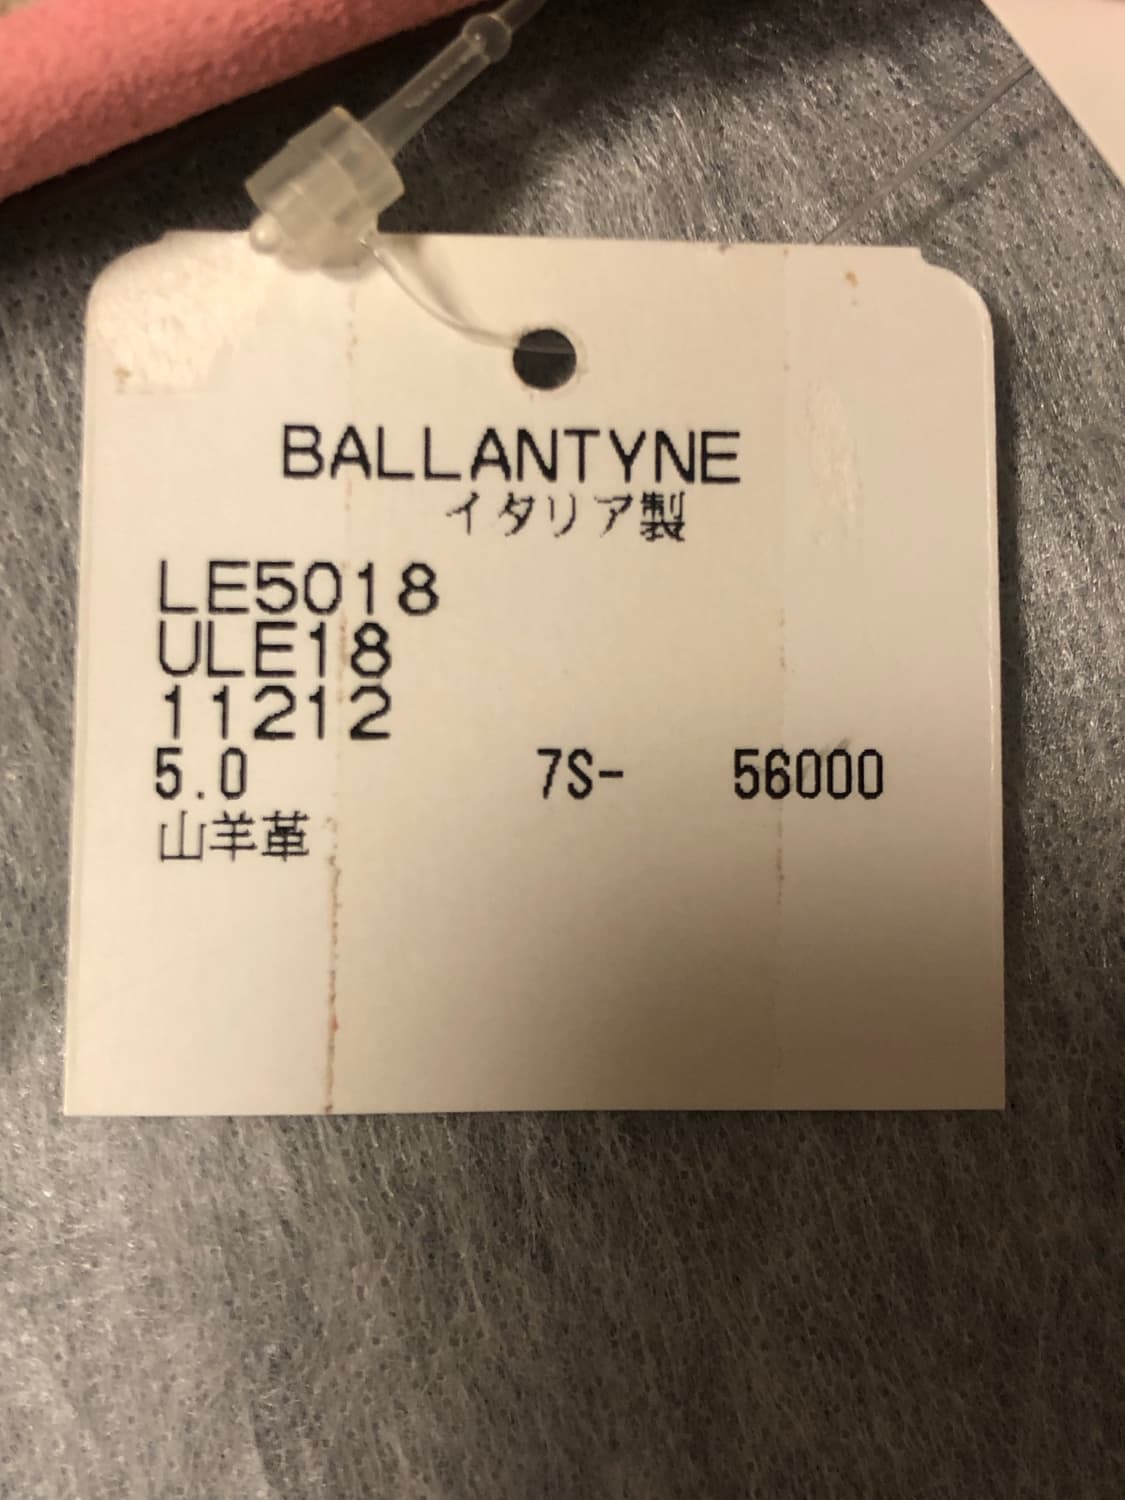 BALLANTYNE
イタリア製
LE5018
ULE18
11212
5.0 7S- 56000
山羊革